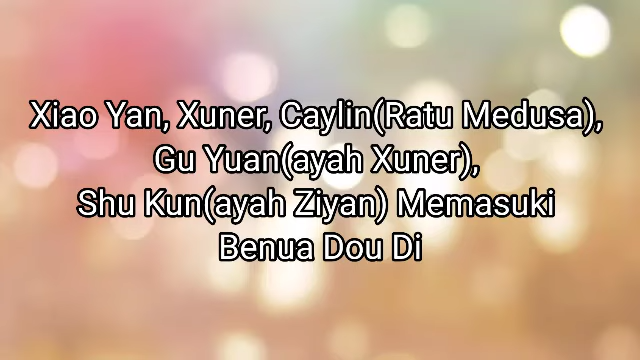 Xiao Yan, Xuner, Caylin(Ratu Medusa),
Gu Yuan(ayah Xuner),
Shu Kun(ayah Ziyan) Memasuki
Benua Dou Di